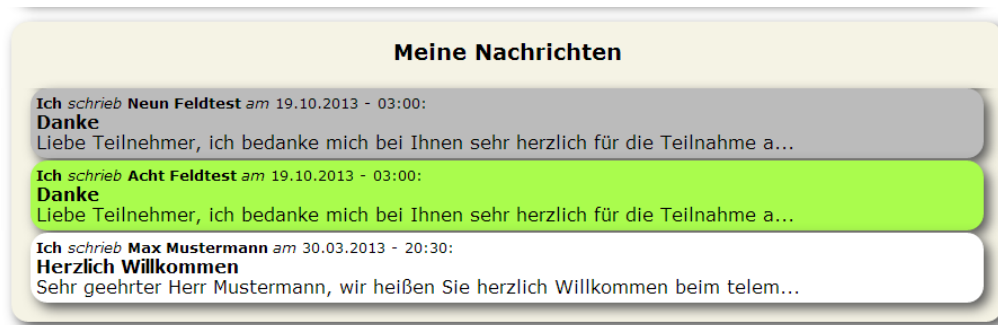 Meine Nachrichten
Ich schrieb Neun Feldtest am 19.10.2013 - 03:00:
Danke
Liebe Teilnehmer, ich bedanke mich bei Ihnen sehr herzlich für die Teilnahme a...
Ich schrieb Acht Feldtest am 19.10.2013 - 03:00:
Danke
Liebe Teilnehmer, ich bedanke mich bei Ihnen sehr herzlich für die Teilnahme a...
Ich schrieb Max Mustermann am 30.03.2013 - 20:30:
Herzlich Willkommen
Sehr geehrter Herr Mustermann, wir heißen Sie herzlich Willkommen beim telem...